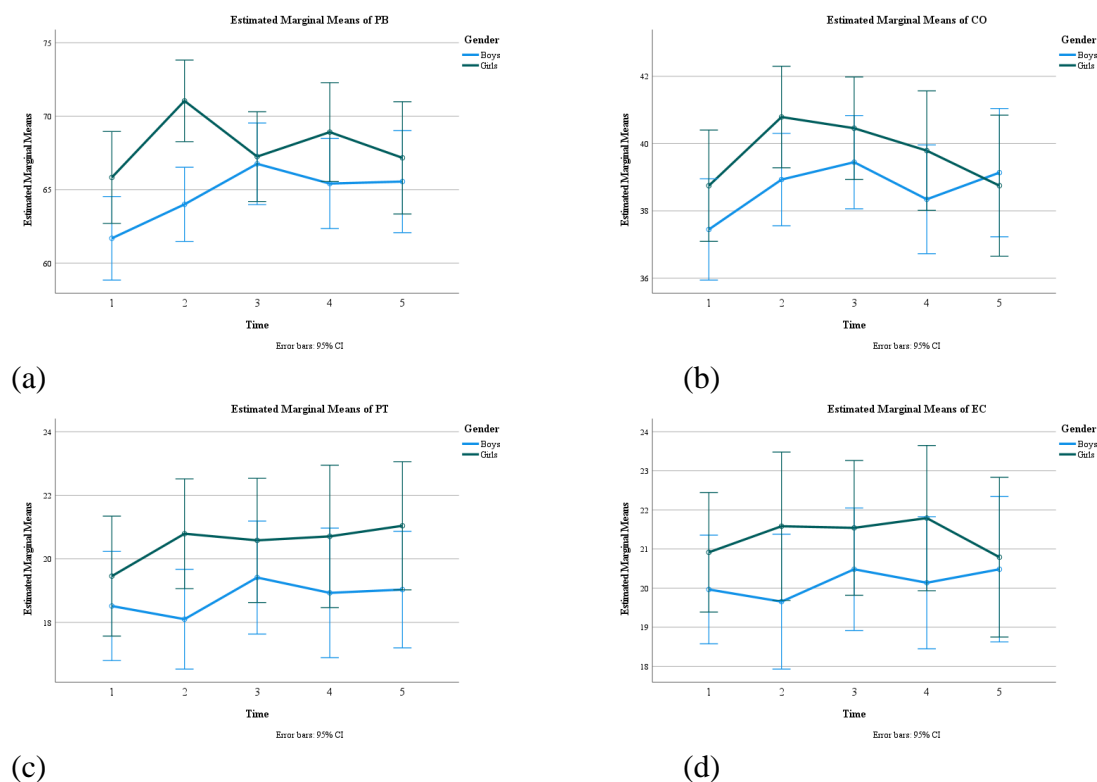 Estimated Marginal Means of PB
Gender
Boys
Girls
75
70
65
60
Estimated Marginal Means
1 2 3 4 5
Time
Error bars: 95% CI
(a)
Estimated Marginal Means of CO
Gender
Boys
Girls
42
40
38
36
Estimated Marginal Means
1 2 3 4 5
Time
Error bars: 95% CI
(b)
Estimated Marginal Means of PT
Gender
Boys
Girls
24
22
20
18
Estimated Marginal Means
1 2 3 4 5
Time
Error bars: 95% CI
(c)
Estimated Marginal Means of EC
Gender
Boys
Girls
24
23
22
21
20
19
18
Estimated Marginal Means
1 2 3 4 5
Time
Error bars: 95% CI
(d)